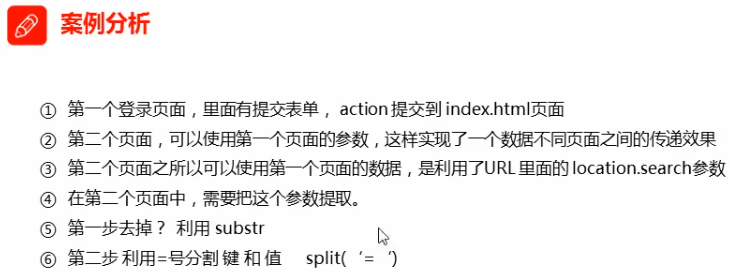 案例分析
① 第一个登录页面，里面有提交表单， action 提交到 index.html页面
② 第二个页面，可以使用第一个页面的参数，这样实现了一个数据不同页面之间的传递效果
③ 第二个页面之所以可以使用第一个页面的数据，是利用了URL 里面的 location.search参数
④ 在第二个页面中，需要把这个参数提取。
⑤ 第一步去掉？ 利用 substr
⑥ 第二步 利用=号分割 键 和 值 split(‘=‘)